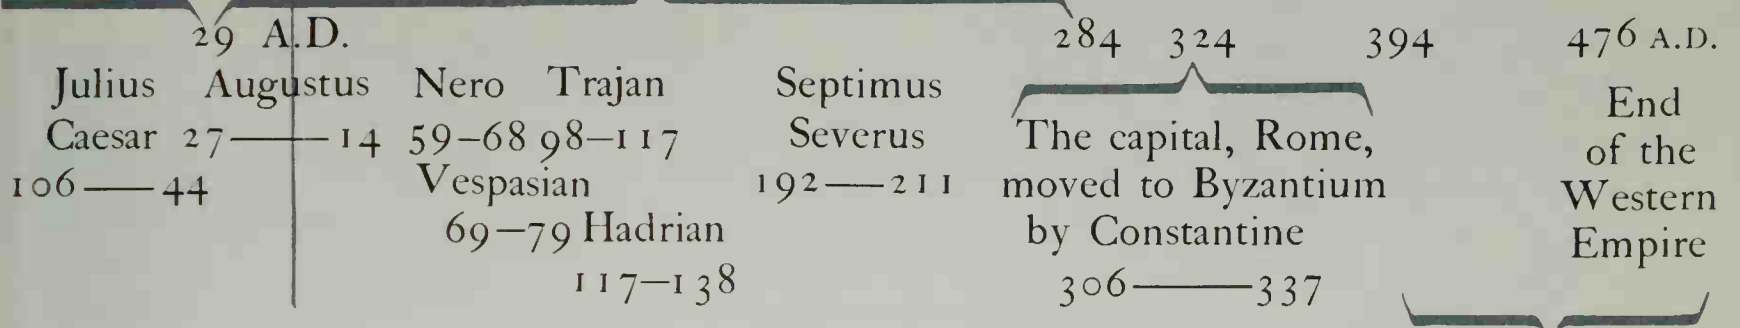 29 A.D. 284 324 394 476 A.D.
Julius Augustus Nero Trajan Septimus
End
Caesar 27—14 59–68 98–117 Severus The capital, Rome,
of the
106—44 Vespasian 192—211 moved to Byzantium
Western
69–79 Hadrian by Constantine
Empire
117–138 306—337